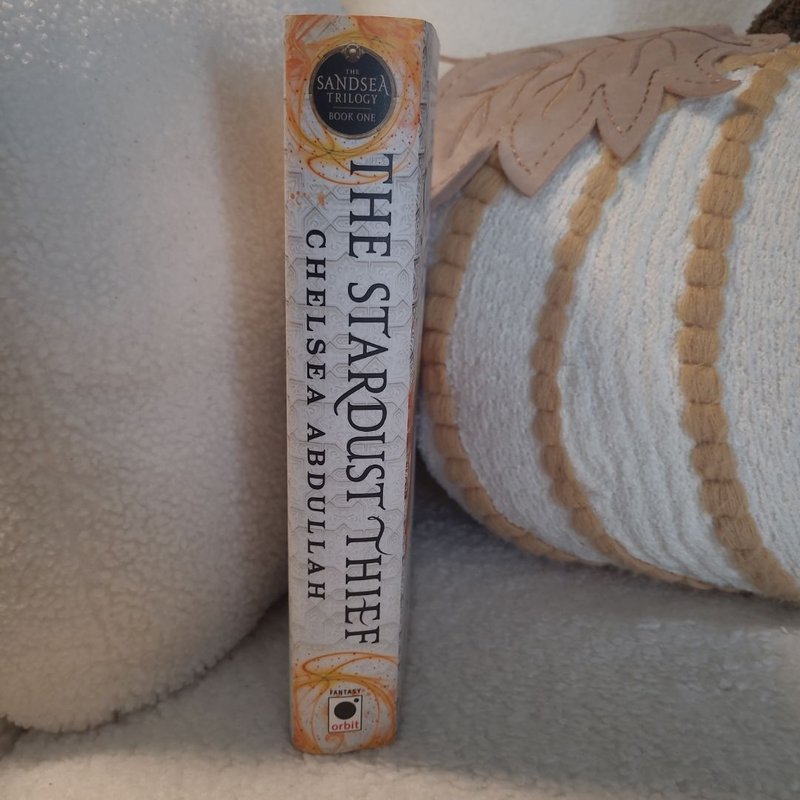 THE
SANDSEA
TRILOGY
BOOK ONE
THE STARDUST THIEF
CHELSEA ABDULLAH
FANTASY
orbit